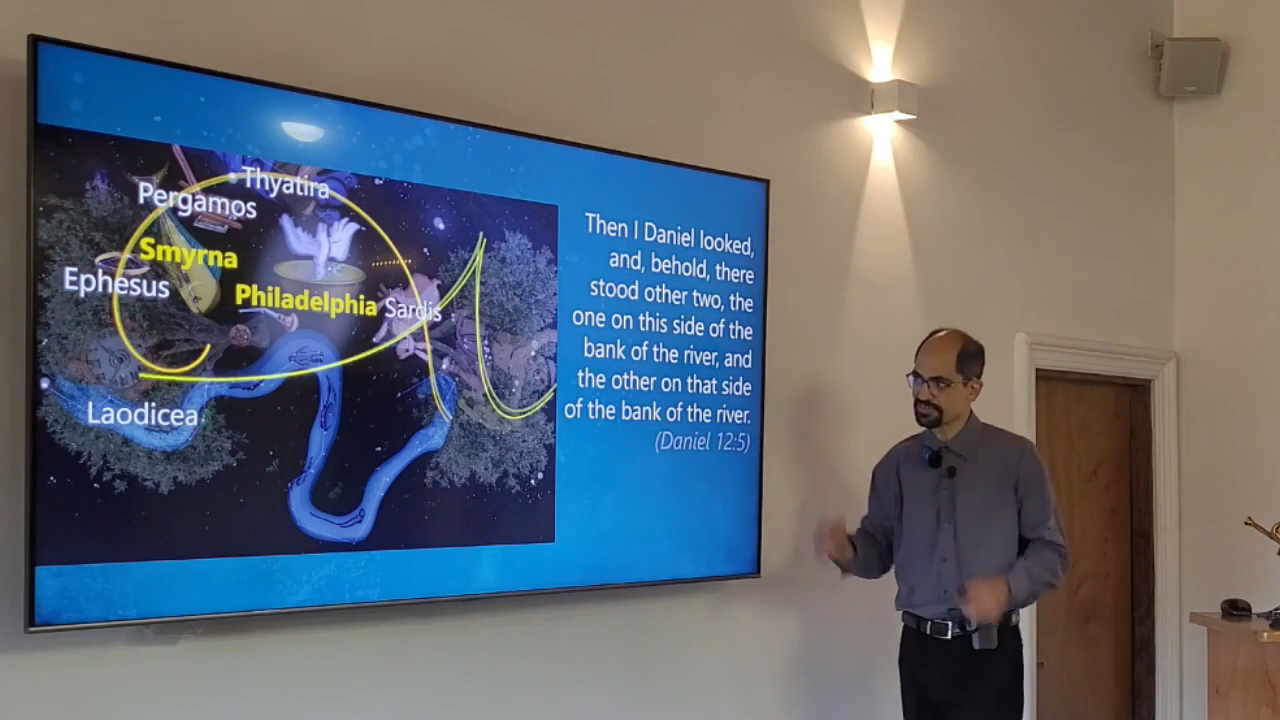 Thyatira
Pergamos
Smyrna
Ephesus
Philadelphia Sardis
Laodicea
Then I Daniel looked,
and, behold, there
stood other two, the
one on this side of the
bank of the river, and
the other on that side
of the bank of the river.
(Daniel 12:5)